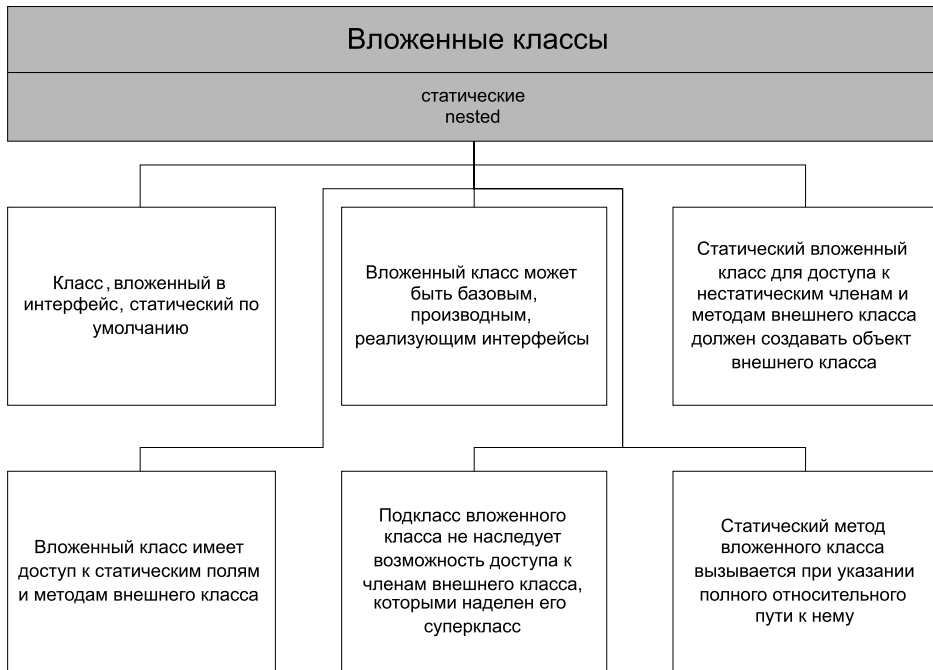 Вложенные классы
статические
nested
Класс, вложенный в
интерфейс, статический по
умолчанию
Вложенный класс может
быть базовым,
производным,
реализующим интерфейсы
Статический вложенный
класс для доступа к
нестатическим членам и
методам внешнего класса
должен создавать объект
внешнего класса
Вложенный класс имеет
доступ к статическим полям
и методам внешнего класса
Подкласс вложенного
класса не наследует
возможность доступа к
членам внешнего класса,
которыми наделен его
суперкласс
Статический метод
вложенного класса
вызывается при указании
полного относительного
пути к нему